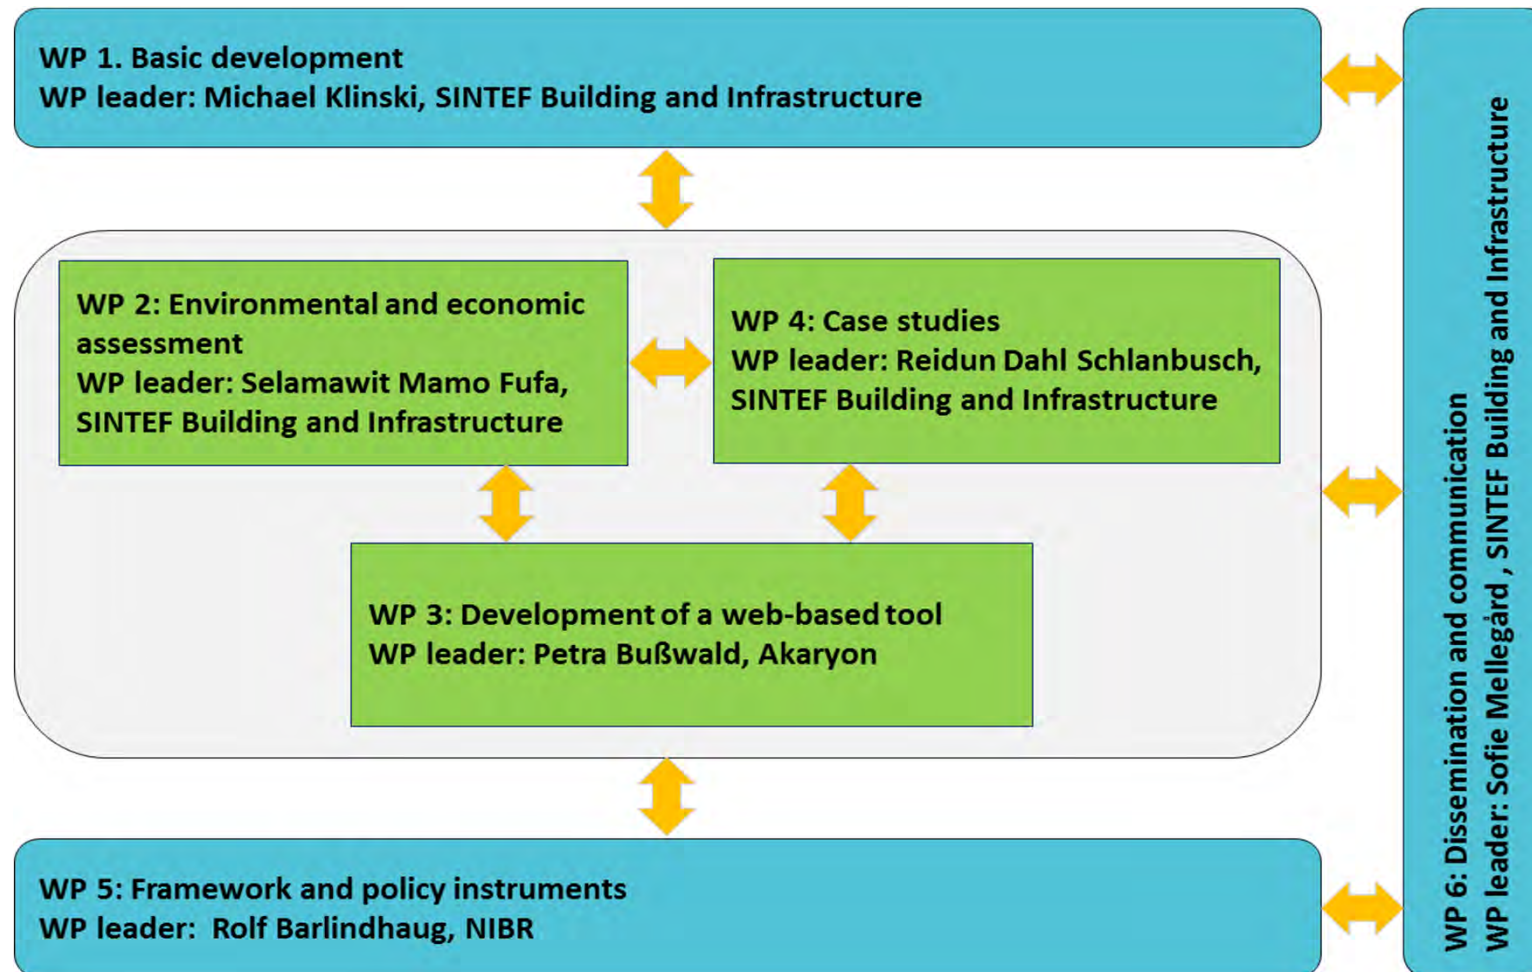 WP 1. Basic development
WP leader: Michael Klinski, SINTEF Building and Infrastructure
WP 2: Environmental and economic
assessment
WP leader: Selamawit Mamo Fufa,
SINTEF Building and Infrastructure
WP 4: Case studies
WP leader: Reidun Dahl Schlanbusch,
SINTEF Building and Infrastructure
WP 3: Development of a web-based tool
WP leader: Petra Bußwald, Akaryon
WP 5: Framework and policy instruments
WP leader:  Rolf Barlindhaug, NIBR
WP 6: Dissemination and communication
WP leader: Sofie Mellegård , SINTEF Building and Infrastructure